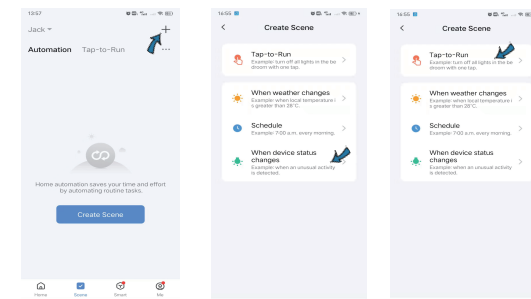 13:57
Jack
Automation Tap-to-Run
Home automation saves your time and effort
by automating routine tasks.
Create Scene
Home Scene Smart Me
16:55
Create Scene
Tap-to-Run
Example: turn off all lights in the be
droom with one tap.
When weather changes
Example: when local temperature i
s greater than 28°C.
Schedule
Example: 7:00 a.m. every morning.
When device status
changes
Example: when an unusual activity
is detected.
16:55
Create Scene
Tap-to-Run
Example: turn off all lights in the be
droom with one tap.
When weather changes
Example: when local temperature i
s greater than 28°C.
Schedule
Example: 7:00 a.m. every morning.
When device status
changes
Example: when an unusual activity
is detected.